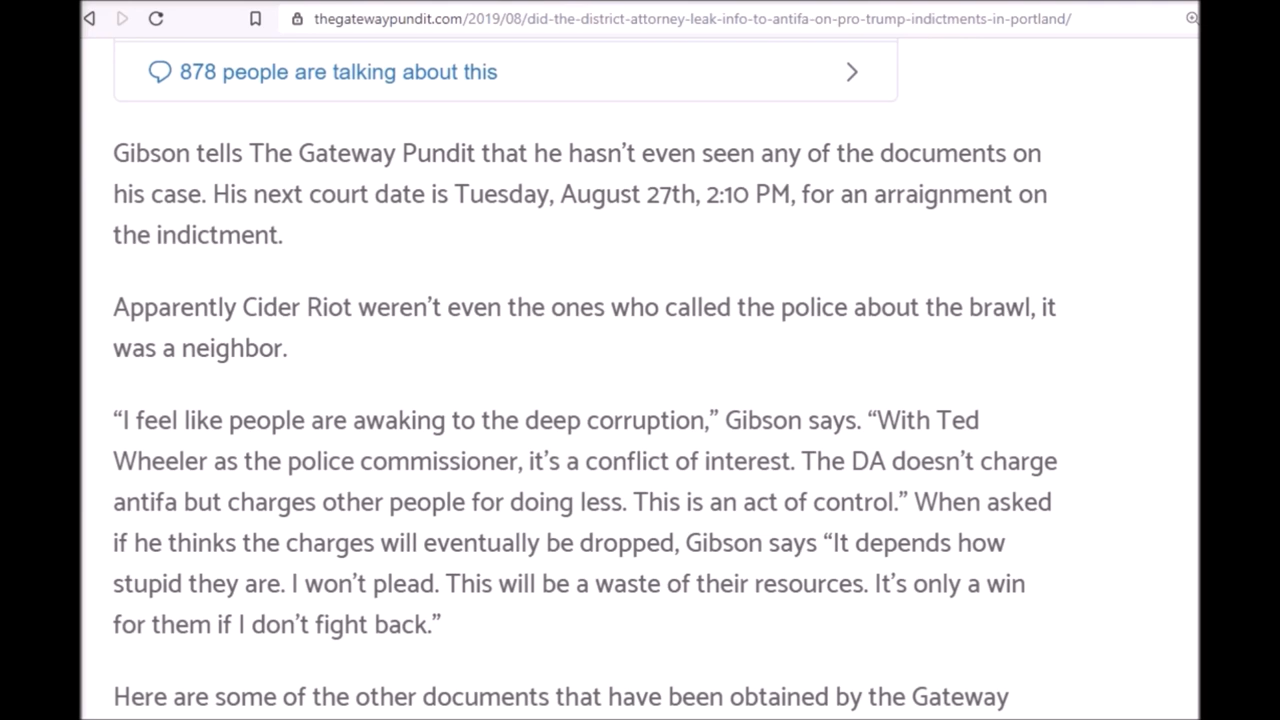 thegatewaypundit.com/2019/08/did-the-district-attorney-leak-info-to-antifa-on-pro-trump-indictments-in-portland/
878 people are talking about this
Gibson tells The Gateway Pundit that he hasn’t even seen any of the documents on
his case. His next court date is Tuesday, August 27th, 2:10 PM, for an arraignment on
the indictment.
Apparently Cider Riot weren’t even the ones who called the police about the brawl, it
was a neighbor.
“I feel like people are awaking to the deep corruption,” Gibson says. “With Ted
Wheeler as the police commissioner, it’s a conflict of interest. The DA doesn’t charge
antifa but charges other people for doing less. This is an act of control.” When asked
if he thinks the charges will eventually be dropped, Gibson says “It depends how
stupid they are. I won’t plead. This will be a waste of their resources. It’s only a win
for them if I don’t fight back.”
Here are some of the other documents that have been obtained by the Gateway